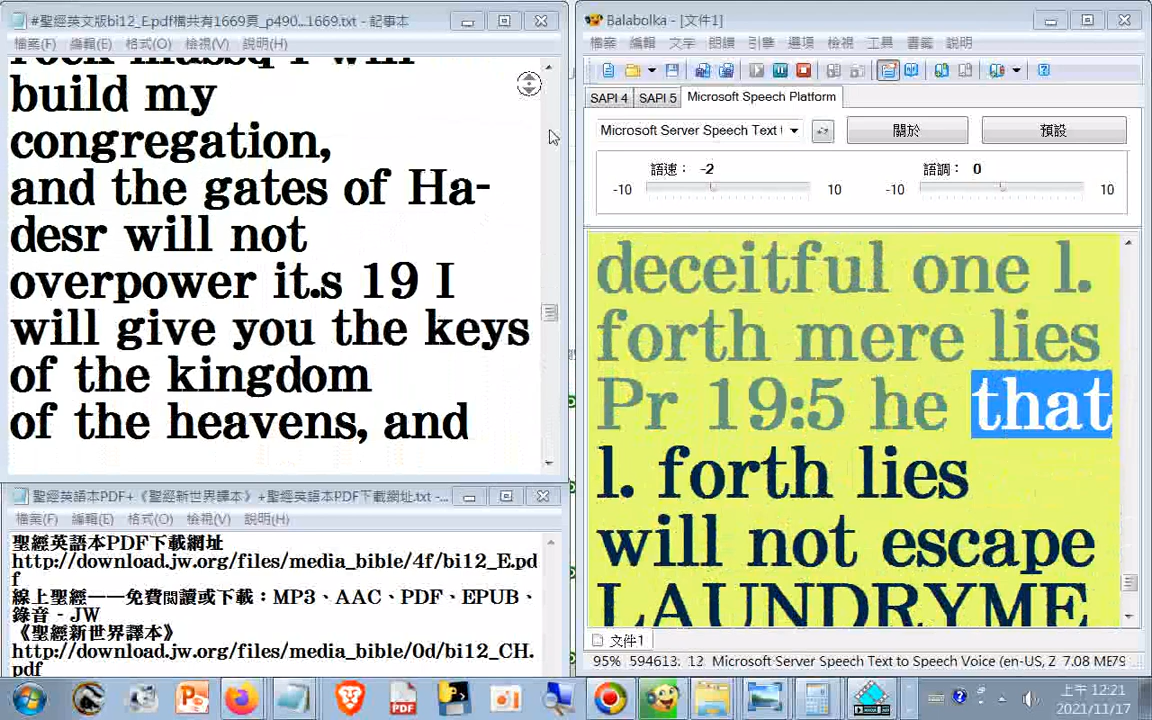 #聖經英文版bi12_E.pdf檔共有1669頁_p490...1669.txt - 記事本
檔案(F) 編輯(E) 格式(O) 檢視(V) 說明(H)
build my
congregation,
and the gates of Ha-
desr will not
overpower it.s 19 I
will give you the keys
of the kingdom
of the heavens, and
聖經英語本PDF+《聖經新世界譯本》+聖經英語本PDF下載網址.txt -...
檔案(F) 編輯(E) 格式(O) 檢視(V) 說明(H)
聖經英語本PDF下載網址
http://download.jw.org/files/media_bible/4f/bi12_E.pd
f
線上聖經——免費閱讀或下載：MP3、AAC、PDF、EPUB、
錄音 - JW
《聖經新世界譯本》
http://download.jw.org/files/media_bible/0d/bi12_CH.
pdf
Balabolka - [文件1]
檔案 編輯 文字 朗讀 引擎 選項 檢視 工具 書籤 說明
SAPI 4 SAPI 5 Microsoft Speech Platform
Microsoft Server Speech Text 關於 預設
語速： -2 語調： 0
-10 10 -10 10
deceitful one l.
forth mere lies
Pr 19:5 he that
l. forth lies
will not escape
LAUNDRYME
文件1
95% 594613: 12 Microsoft Server Speech Text to Speech Voice (en-US, Z 7.08 ME
上午 12:21
2021/11/17